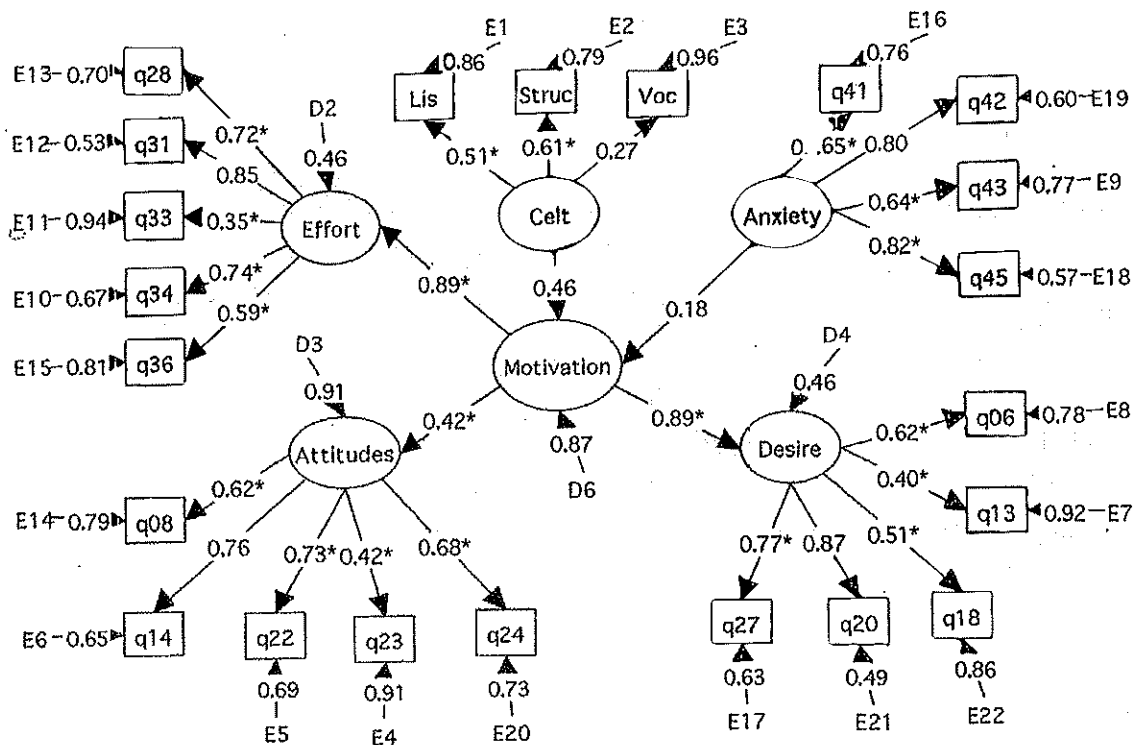 E1 E2 E3 E16
E13 0.70 q28
0.86 0.79 0.96 0.76
Lis Struc Voc q41
q42 0.60 E19
D2
E12 0.53 q31
0.72* 0.46
0.51* 0.61* 0.27
0.65* 0.80
0.85
q43 0.77 E9
E11 0.94 q33 0.35* Effort
Celt
Anxiety 0.64*
0.82*
E10 0.67 q34 0.74*
q45 0.57 E18
0.89* 0.46 0.18
0.59*
E15 0.81 q36
D3 Motivation D4
0.91 0.46
0.42* 0.87 0.89*
0.62* q06 0.78 E8
Attitudes Desire
D6
0.40*
0.62*
E14 0.79 q08
q13 0.92 E7
0.76 0.73* 0.42* 0.68*
0.77* 0.87 0.51*
E6 0.65 q14 q22 q23 q24
q27 q20 q18
0.69 0.91 0.73
0.63 0.49 0.86
E5 E4 E20
E17 E21 E22